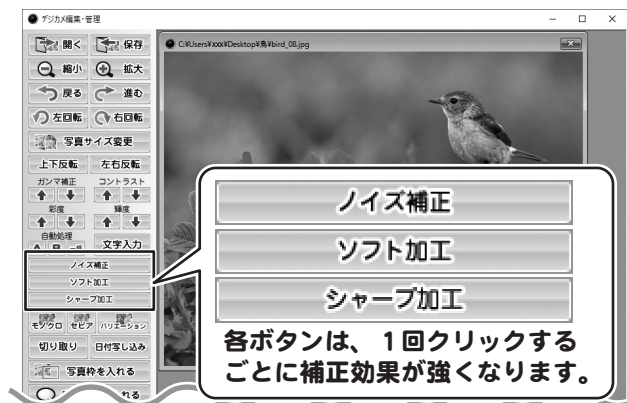 デジカメ編集・管理
C:¥Users¥xxx¥Desktop¥鳥¥bird_08.jpg
開く 保存
縮小 拡大
戻る 進む
左回転 右回転
写真サイズ変更
上下反転 左右反転
ガンマ補正 コントラスト
彩度 輝度
自動処理
A B 文字入力
ノイズ補正
ソフト加工
シャープ加工
モノクロ セピア バリエーション
切り取り 日付写し込み
写真枠を入れる
れる
ノイズ補正
ソフト加工
シャープ加工
各ボタンは、1回クリックする
ごとに補正効果が強くなります。